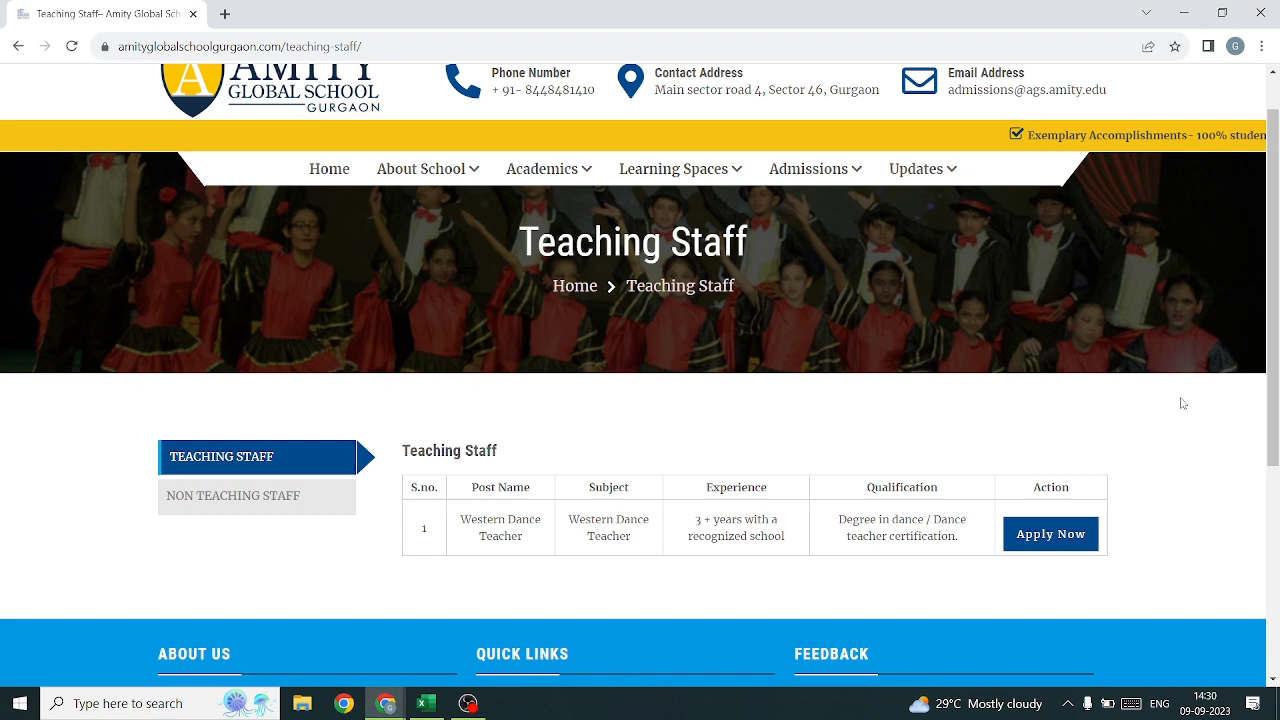 Teaching Staff– Amity Global Sch
amityglobalschoolgurgaon.com/teaching-staff/
G
A AMITY
GLOBAL SCHOOL
GURGAON
Phone Number
+ 91- 8448481410
Contact Address
Main sector road 4, Sector 46, Gurgaon
Email Address
admissions@ags.amity.edu
Exemplary Accomplishments- 100% studen
Home About School Academics Learning Spaces Admissions Updates
Teaching Staff
Home Teaching Staff
TEACHING STAFF
NON TEACHING STAFF
Teaching Staff
S.no. Post Name Subject Experience Qualification Action
1 Western Dance Teacher Western Dance Teacher 3 + years with a recognized school Degree in dance / Dance teacher certification. Apply Now
ABOUT US QUICK LINKS FEEDBACK
Type here to search
29°C Mostly cloudy
ENG
14:30
09-09-2023